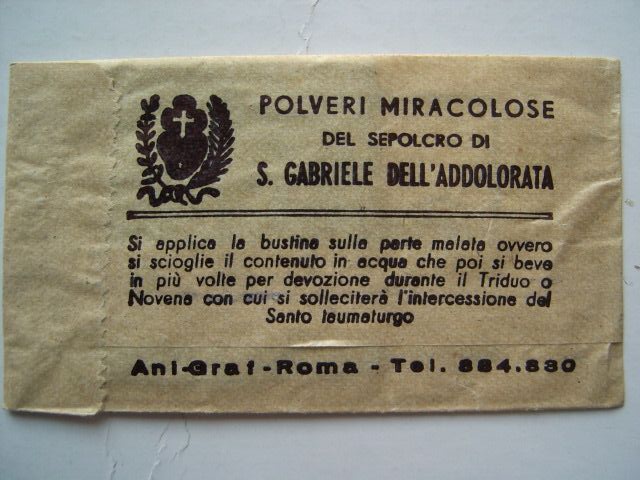 POLVERI MIRACOLOSE
DEL SEPOLCRO DI
S. GABRIELE DELL'ADDOLORATA
Si applica la bustina sulla parte malata ovvero
si scioglie il contenuto in acqua che poi si beve
in più volte per devozione durante il Triduo o
Novena con cui si solleciterà l'intercessione del
Santo taumaturgo
Ani-Graf - Roma - Tel. 884.830